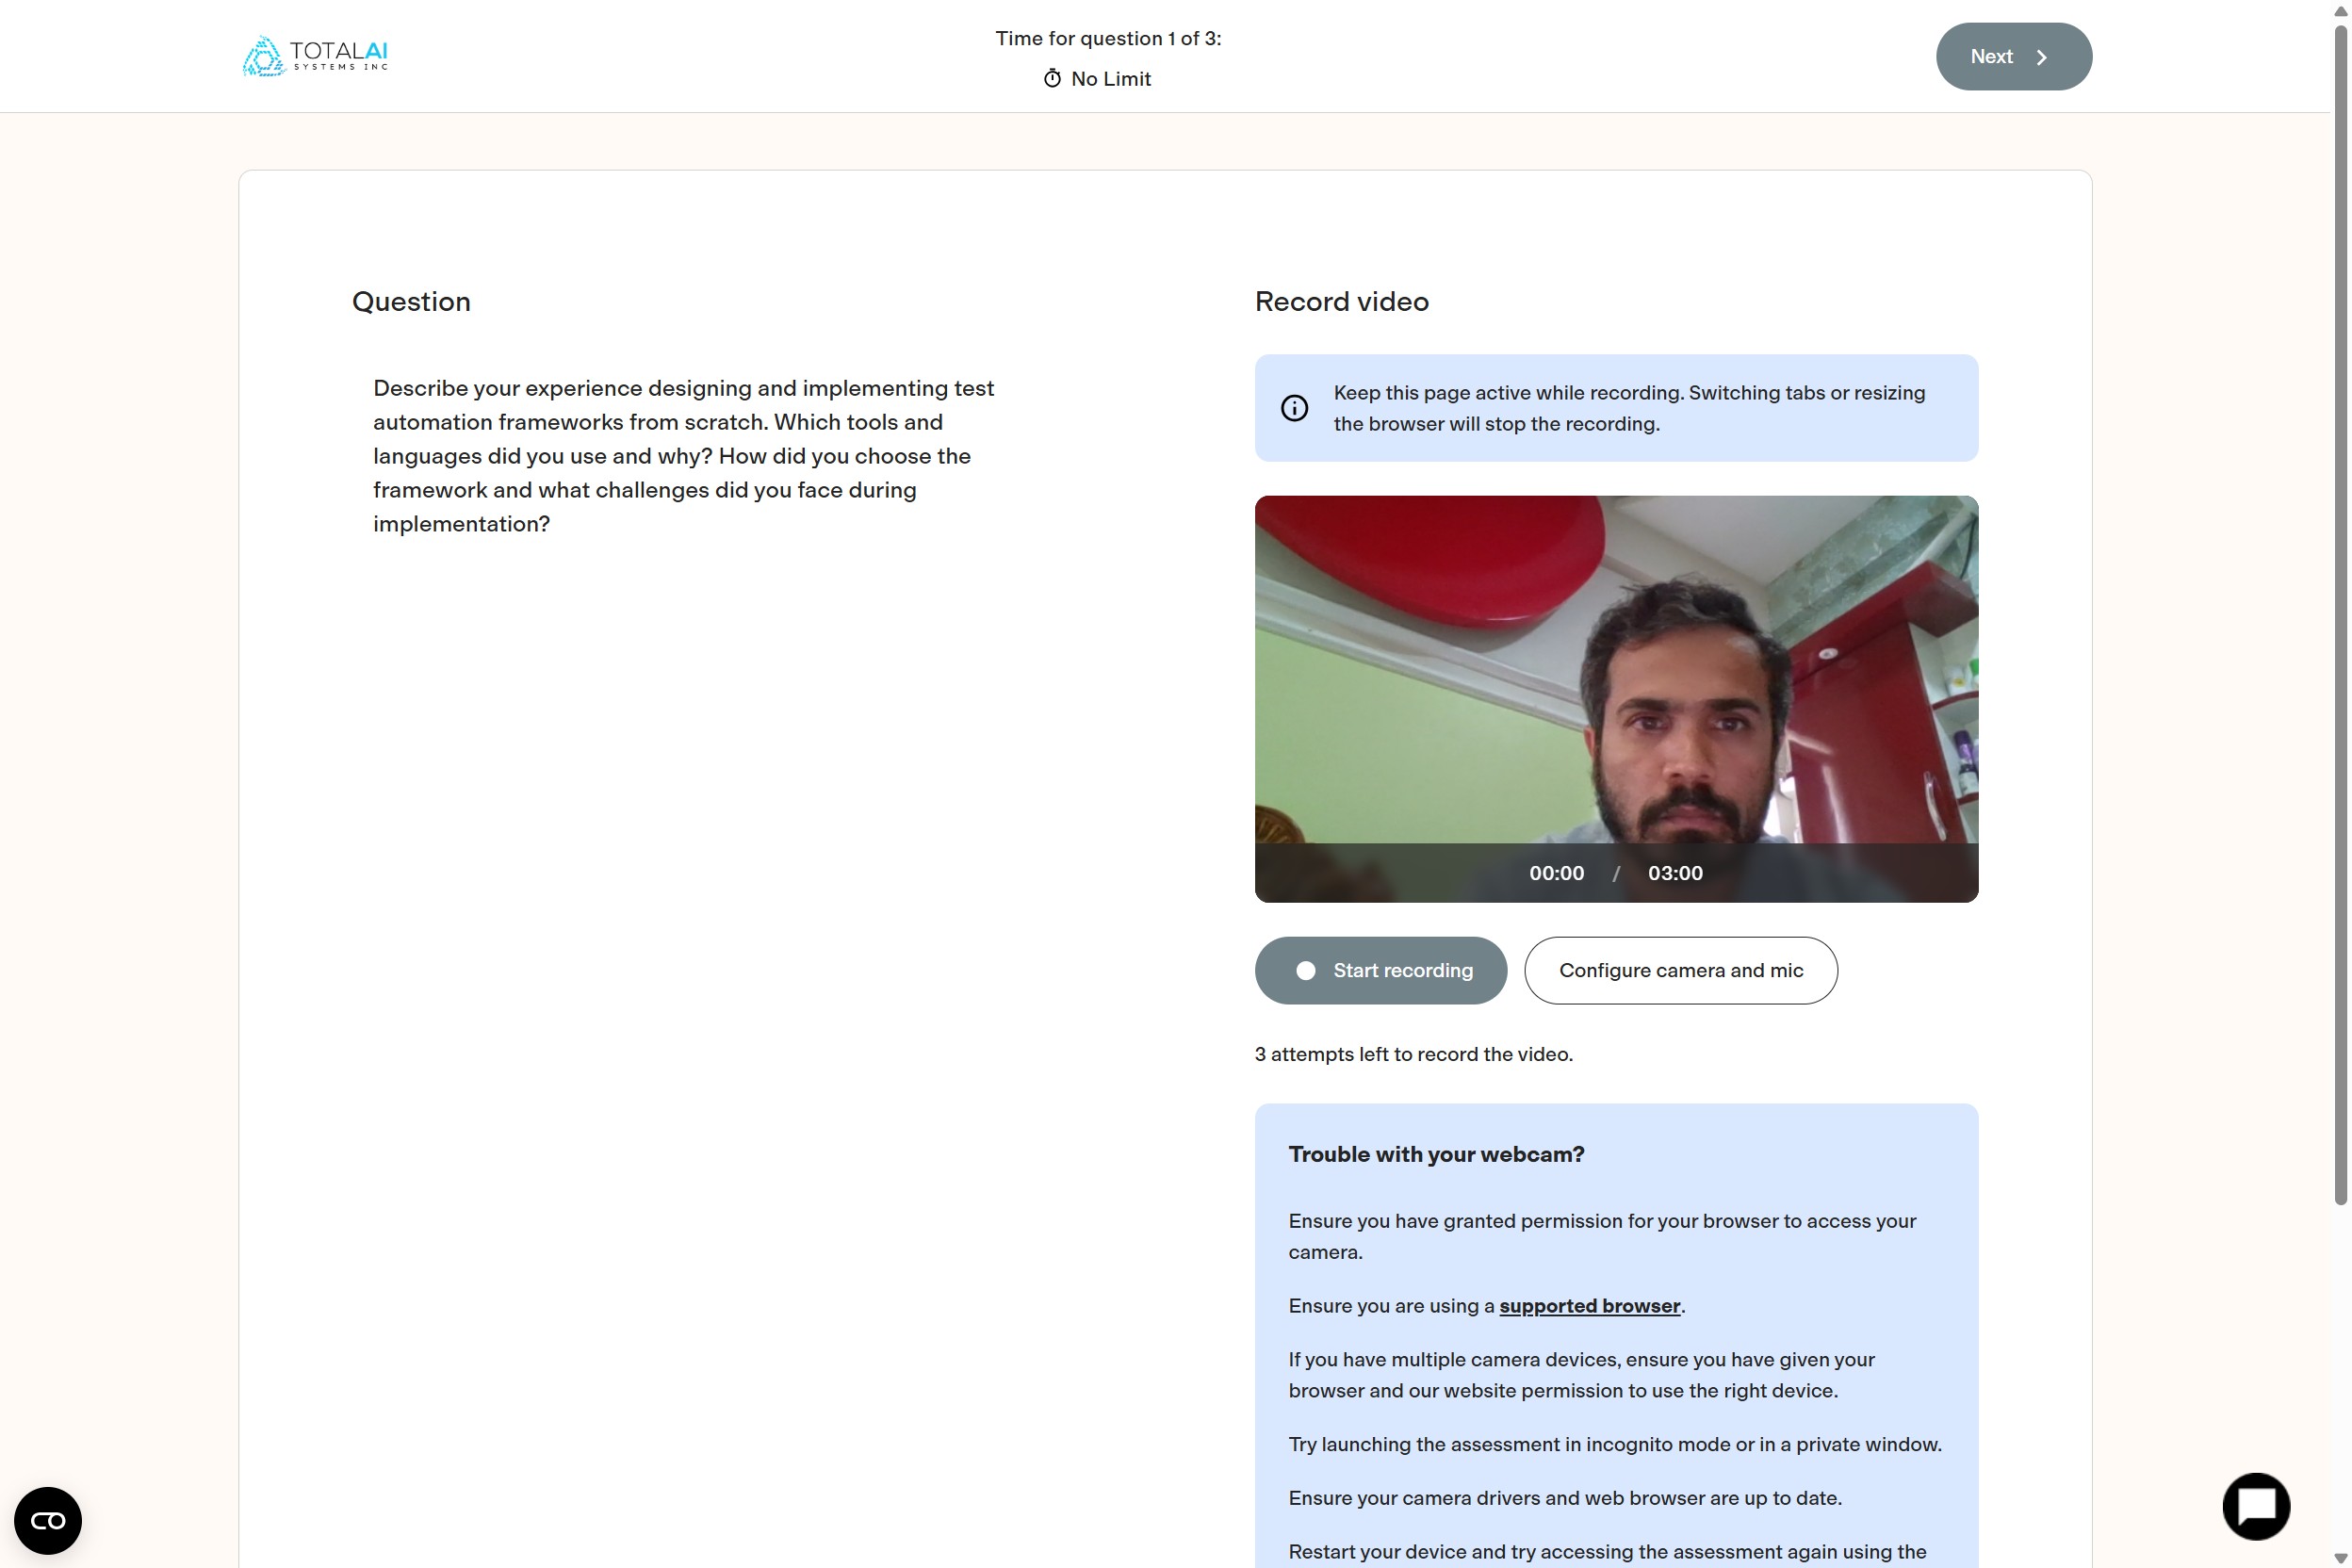 TOTALAI
SYSTEMS INC
Time for question 1 of 3:
No Limit
Next
Question
Describe your experience designing and implementing test
automation frameworks from scratch. Which tools and
languages did you use and why? How did you choose the
framework and what challenges did you face during
implementation?
Record video
Keep this page active while recording. Switching tabs or resizing
the browser will stop the recording.
00:00 / 03:00
Start recording
Configure camera and mic
3 attempts left to record the video.
Trouble with your webcam?
Ensure you have granted permission for your browser to access your
camera.
Ensure you are using a supported browser.
If you have multiple camera devices, ensure you have given your
browser and our website permission to use the right device.
Try launching the assessment in incognito mode or in a private window.
Ensure your camera drivers and web browser are up to date.
Restart your device and try accessing the assessment again using the